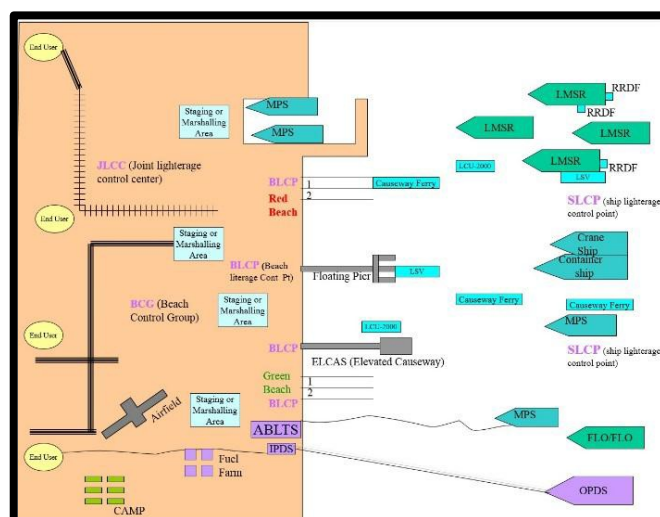 End User
MPS
MPS
Staging or
Marshalling
Area
LMSR
RRDF
RRDF
LMSR
LMSR
LMSR
RRDF
LSV
LCU-2000
JLCC (Joint lighterage
control center)
BLCP
1
2
Causeway Ferry
Red
Beach
SLCP (ship lighterage
control point)
End User
Staging or
Marshalling
Area
BLCP (Beach
literage Cont Pt)
Floating Pier
LSV
Crane
Ship
Container
ship
BCG (Beach
Control Group)
Staging or
Marshalling
Area
Causeway Ferry
Causeway Ferry
LCU-2000
MPS
End User
BLCP
ELCAS (Elevated Causeway)
SLCP (ship lighterage
control point)
Green
Beach
1
2
BLCP
Airfield
Staging or
Marshalling
Area
ABLTS
MPS
FLO/FLO
End User
IPDS
Fuel
Farm
OPDS
CAMP